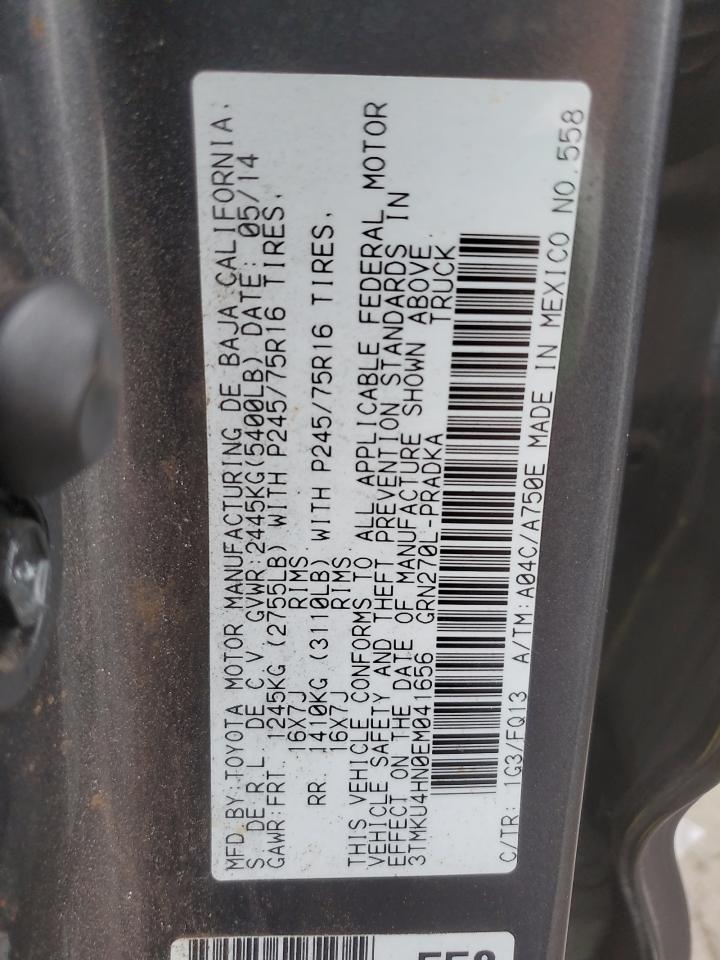 MFD BY:TOYOTA MOTOR MANUFACTURING DE BAJA CALIFORNIA,
S. DE R.L. DE C.V GVWR:2445KG(5400LB) DATE: 05/14
GAWR:FRT. 1245KG (2755LB) WITH P245/75R16 TIRES,
16X7J RIMS,
RR. 1410KG (3110LB) WITH P245/75R16 TIRES,
16X7J RIMS
THIS VEHICLE CONFORMS TO ALL APPLICABLE FEDERAL MOTOR
VEHICLE SAFETY AND THEFT PREVENTION STANDARDS IN
EFFECT ON THE DATE OF MANUFACTURE SHOWN ABOVE.
3TMKU4HN0EM041656 GRN270L-PRADKA TRUCK
C/TR: 1G3/FQ13 A/TM:A04C/A750E MADE IN MEXICO NO.558